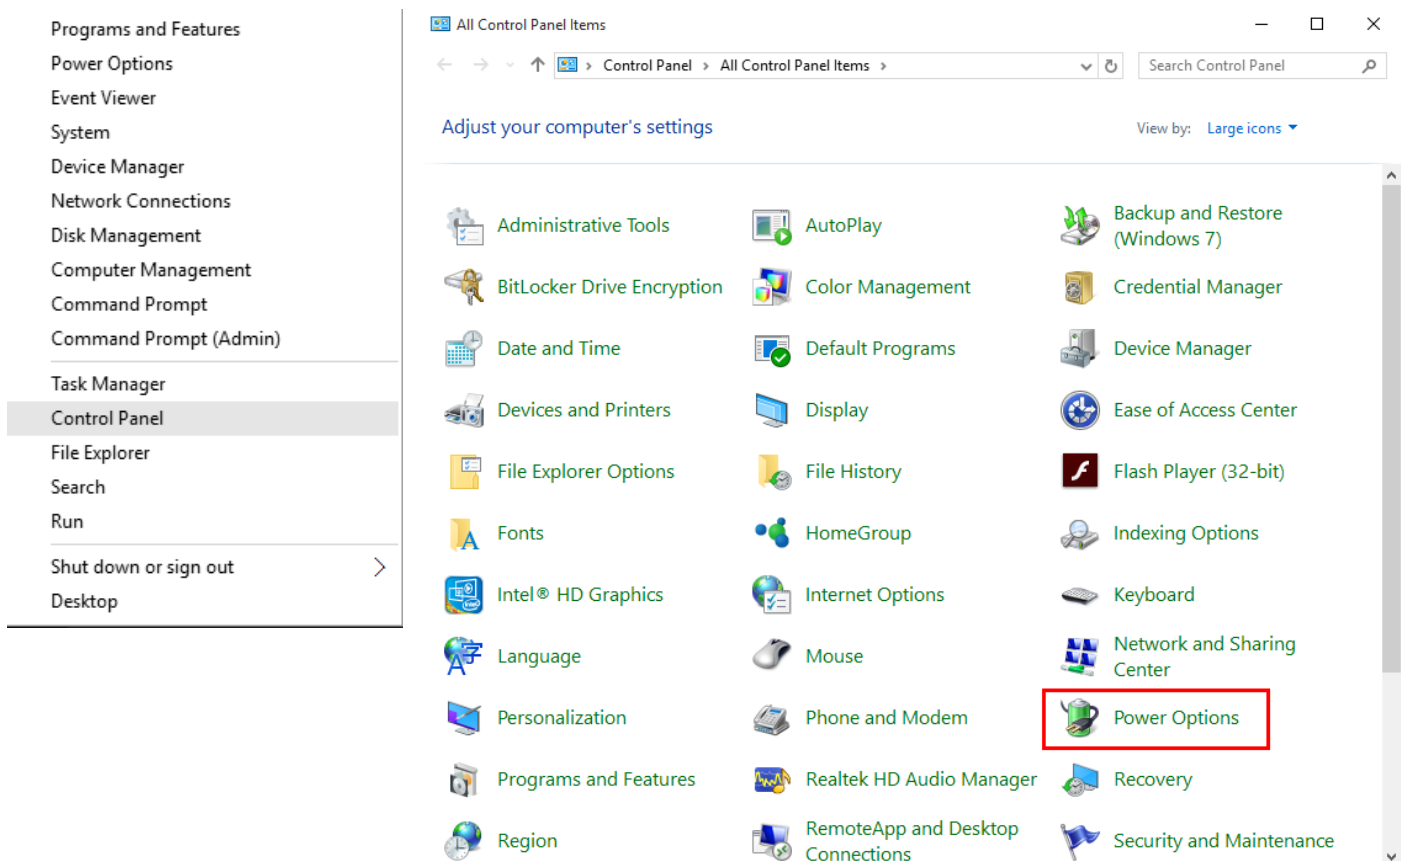 Programs and Features
Power Options
Event Viewer
System
Device Manager
Network Connections
Disk Management
Computer Management
Command Prompt
Command Prompt (Admin)
Task Manager
Control Panel
File Explorer
Search
Run
Shut down or sign out
Desktop
All Control Panel Items
Control Panel › All Control Panel Items ›
Search Control Panel
Adjust your computer's settings
View by: Large icons
Administrative Tools
AutoPlay
Backup and Restore
(Windows 7)
BitLocker Drive Encryption
Color Management
Credential Manager
Date and Time
Default Programs
Device Manager
Devices and Printers
Display
Ease of Access Center
File Explorer Options
File History
Flash Player (32-bit)
Fonts
HomeGroup
Indexing Options
Intel® HD Graphics
Internet Options
Keyboard
Language
Mouse
Network and Sharing
Center
Personalization
Phone and Modem
Power Options
Programs and Features
Realtek HD Audio Manager
Recovery
Region
RemoteApp and Desktop
Connections
Security and Maintenance